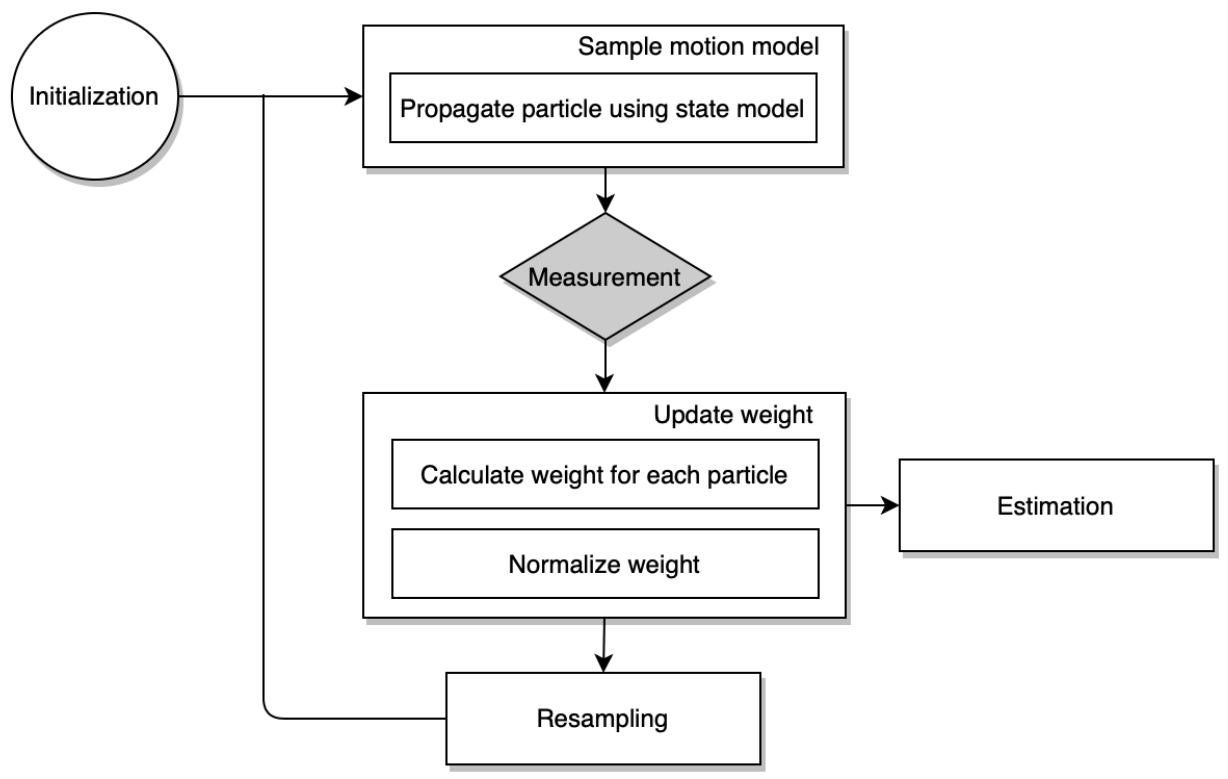 Initialization
Sample motion model
Propagate particle using state model
Measurement
Update weight
Calculate weight for each particle
Normalize weight
Estimation
Resampling